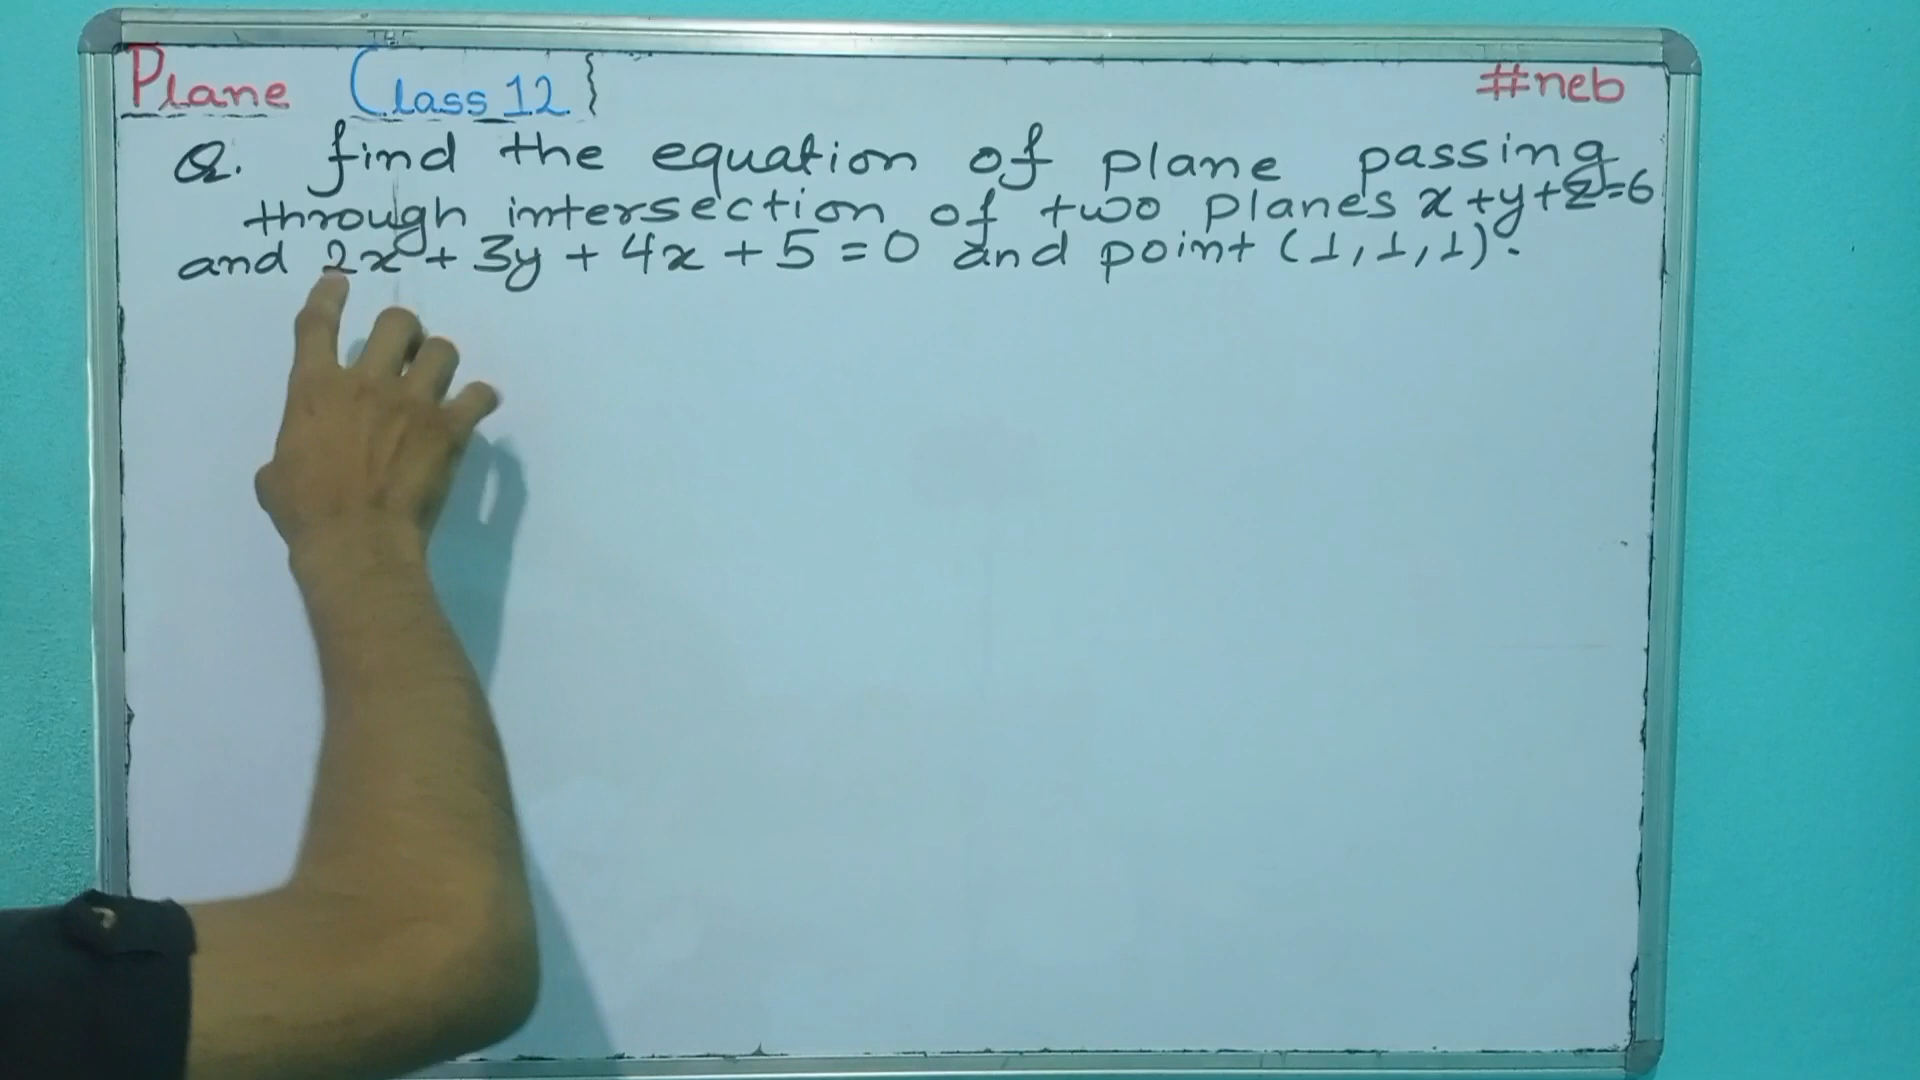 Plane Class 12 } #neb
Q. find the equation of plane passing
through intersection of two planes x+y+z=6
and 2x + 3y + 4x + 5 = 0 and point (1,1,1).